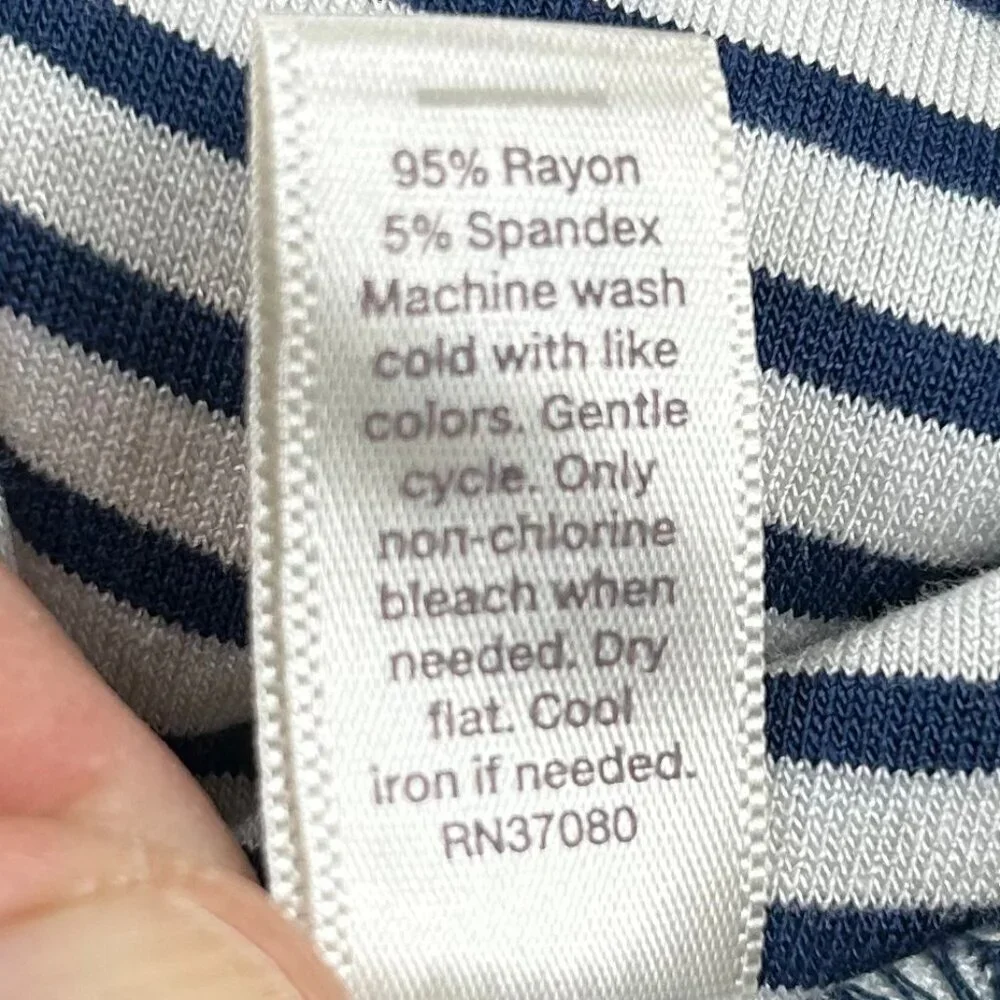 95% Rayon
5% Spandex
Machine wash
cold with like
colors. Gentle
cycle. Only
non-chlorine
bleach when
needed. Dry
flat. Cool
iron if needed.
RN37080